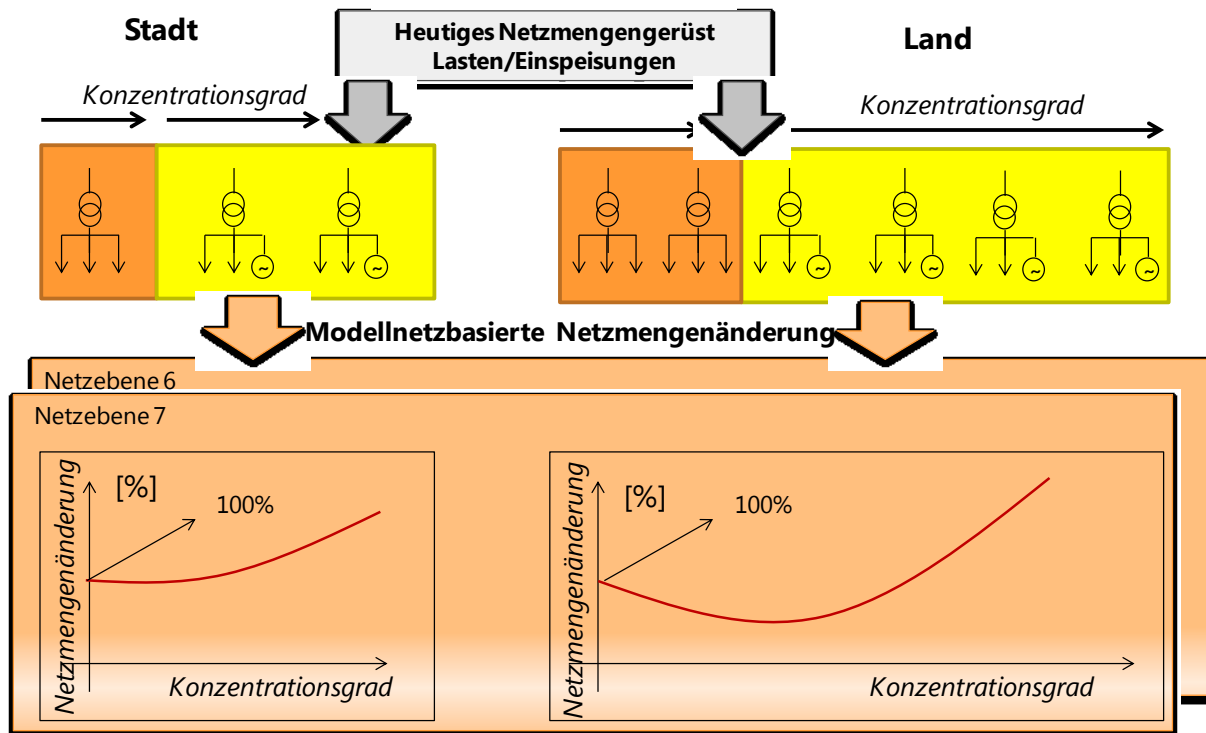 Stadt
Heutiges Netzmengengerüst
Lasten/Einspeisungen
Land
Konzentrationsgrad
Konzentrationsgrad
~
~
~
~
~
~
Modellnetzbasierte Netzmengenänderung
Netzebene 6
Netzebene 7
Netzmengenänderung
[%]
100%
Konzentrationsgrad
Netzmengenänderung
[%]
100%
Konzentrationsgrad